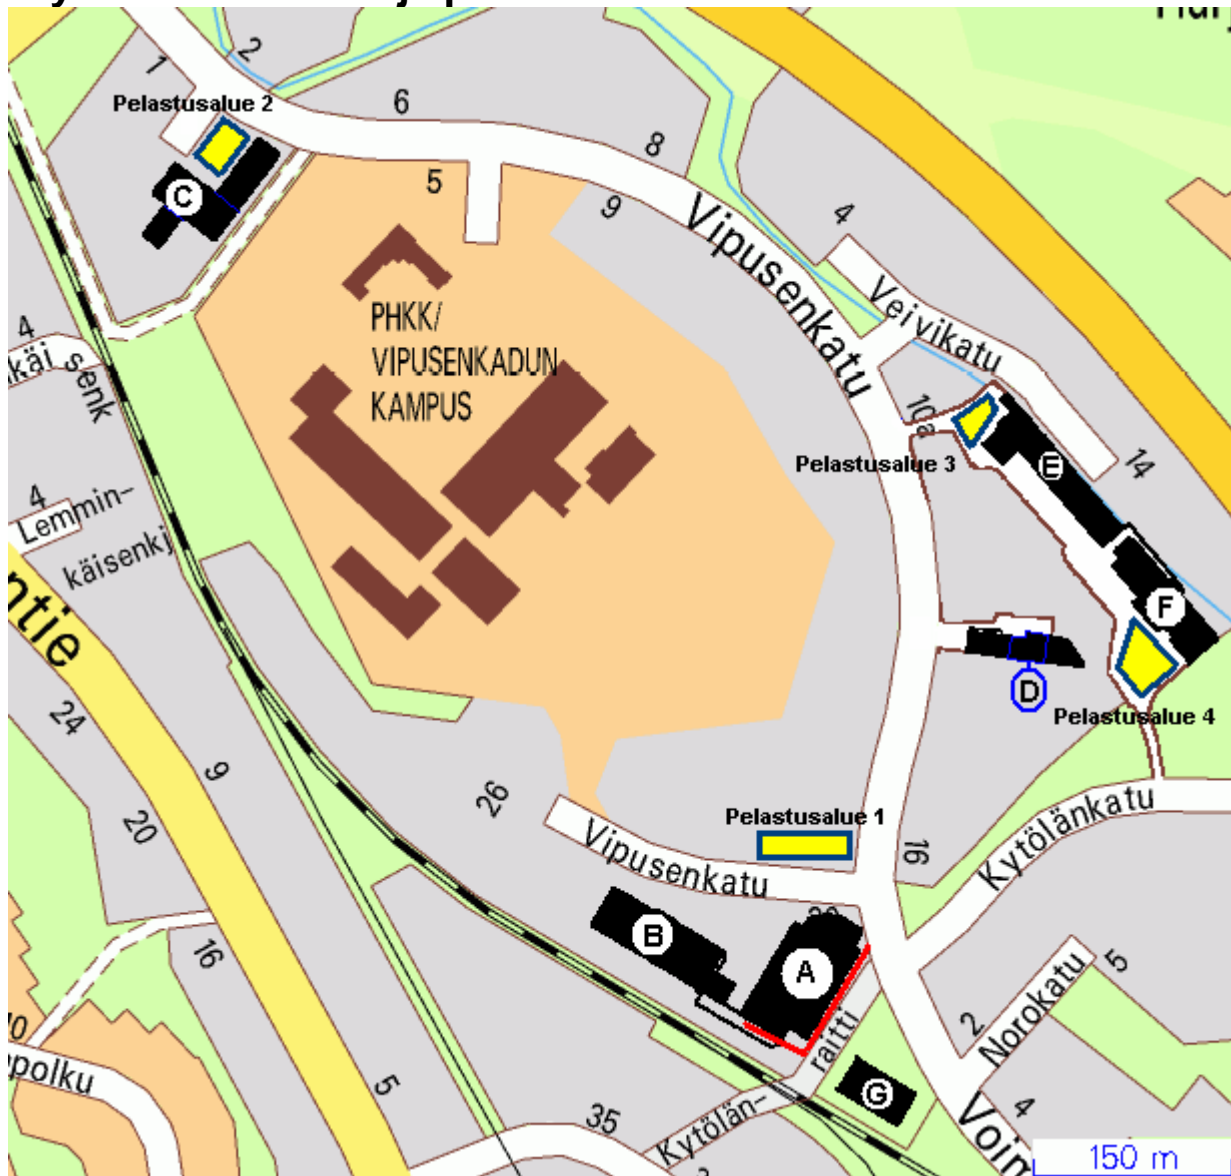 2
1
Pelastusalue 2
6
8
5
9
4
C
Vipusenkatu
Veivikatu
PHKK/
VIPUSENKADUN
KAMPUS
4
käi
senk
10a
Pelastusalue 3
E
14
4
Lemmin–
käisenkj
ntie
F
D
Pelastusalue 4
24
9
20
26
Pelastusalue 1
Vipusenkatu
16
Kytölänkatu
B
A
16
5
2
Norokatu
raitti
polku
G
5
35
Kytölän–
4
Voin
150 m